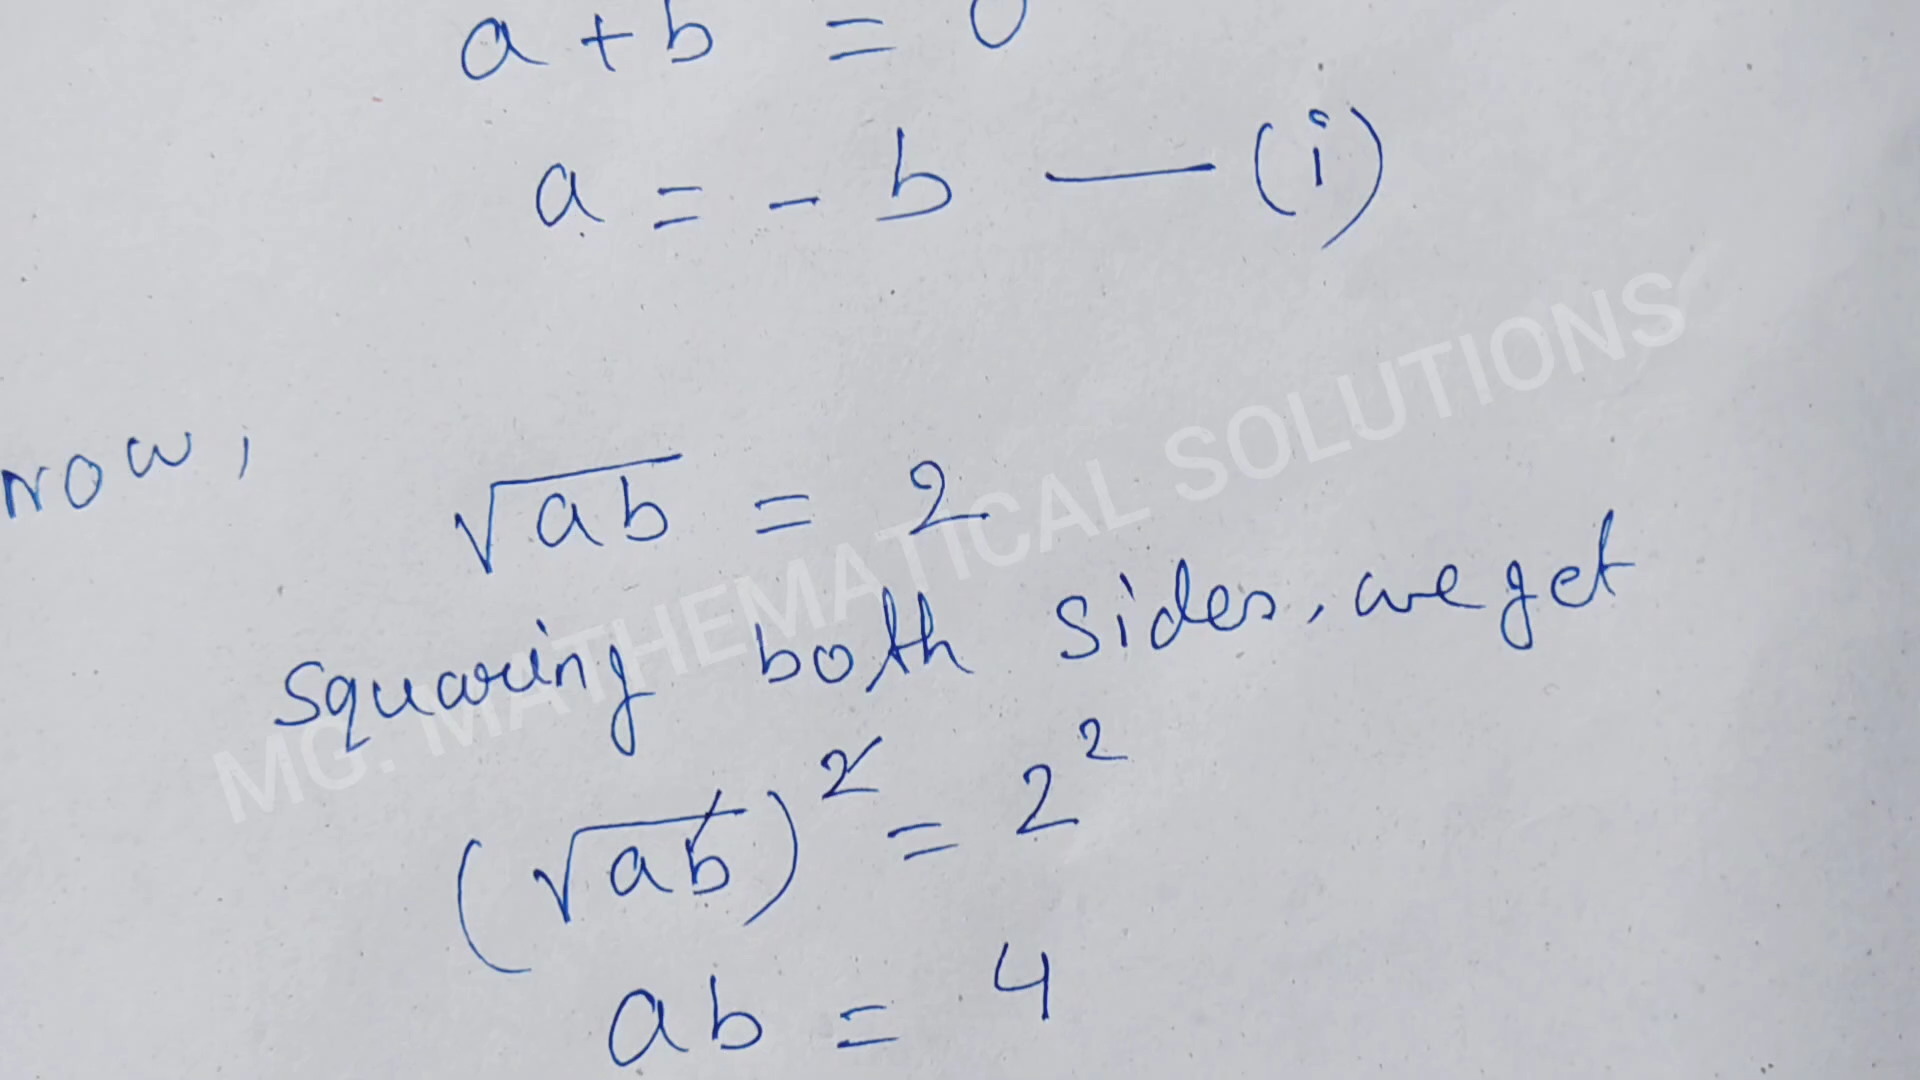 a + b = 0
a = - b — (i)
now,
√ab = 2
squaring both sides, we get
(√ab)² = 2²
ab = 4
MG. MATHEMATICAL SOLUTIONS